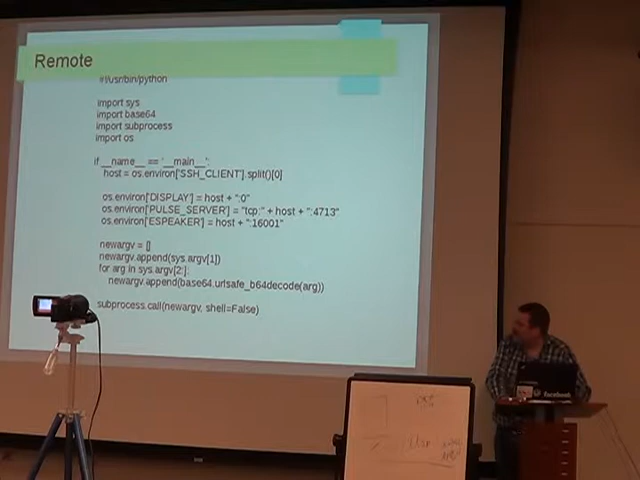 Remote
#!/usr/bin/python
import sys
import base64
import subprocess
import os
if __name__ == '__main__':
host = os.environ['SSH_CLIENT'].split()[0]
os.environ['DISPLAY'] = host + ":0"
os.environ['PULSE_SERVER'] = "tcp:" + host + ":4713"
os.environ['ESPEAKER'] = host + ":16001"
newargv = []
newargv.append(sys.argv[1])
for arg in sys.argv[2:]:
newargv.append(base64.urlsafe_b64decode(arg))
subprocess.call(newargv, shell=False)
facebook